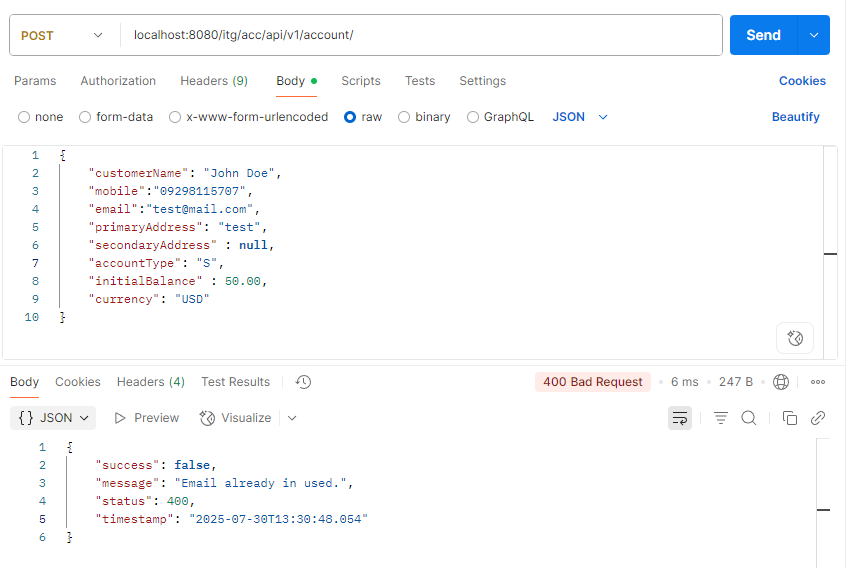 POST localhost:8080/itg/acc/api/v1/account/ Send
Params Authorization Headers (9) Body Scripts Tests Settings Cookies
none form-data x-www-form-urlencoded raw binary GraphQL JSON Beautify
1 {
2 "customerName": "John Doe",
3 "mobile":"09298115707",
4 "email":"test@mail.com",
5 "primaryAddress": "test",
6 "secondaryAddress" : null,
7 "accountType": "S",
8 "initialBalance" : 50.00,
9 "currency": "USD"
10 }
Body Cookies Headers (4) Test Results 400 Bad Request • 6 ms • 247 B •
{} JSON Preview Visualize
1 {
2 "success": false,
3 "message": "Email already in used.",
4 "status": 400,
5 "timestamp": "2025-07-30T13:30:48.054"
6 }